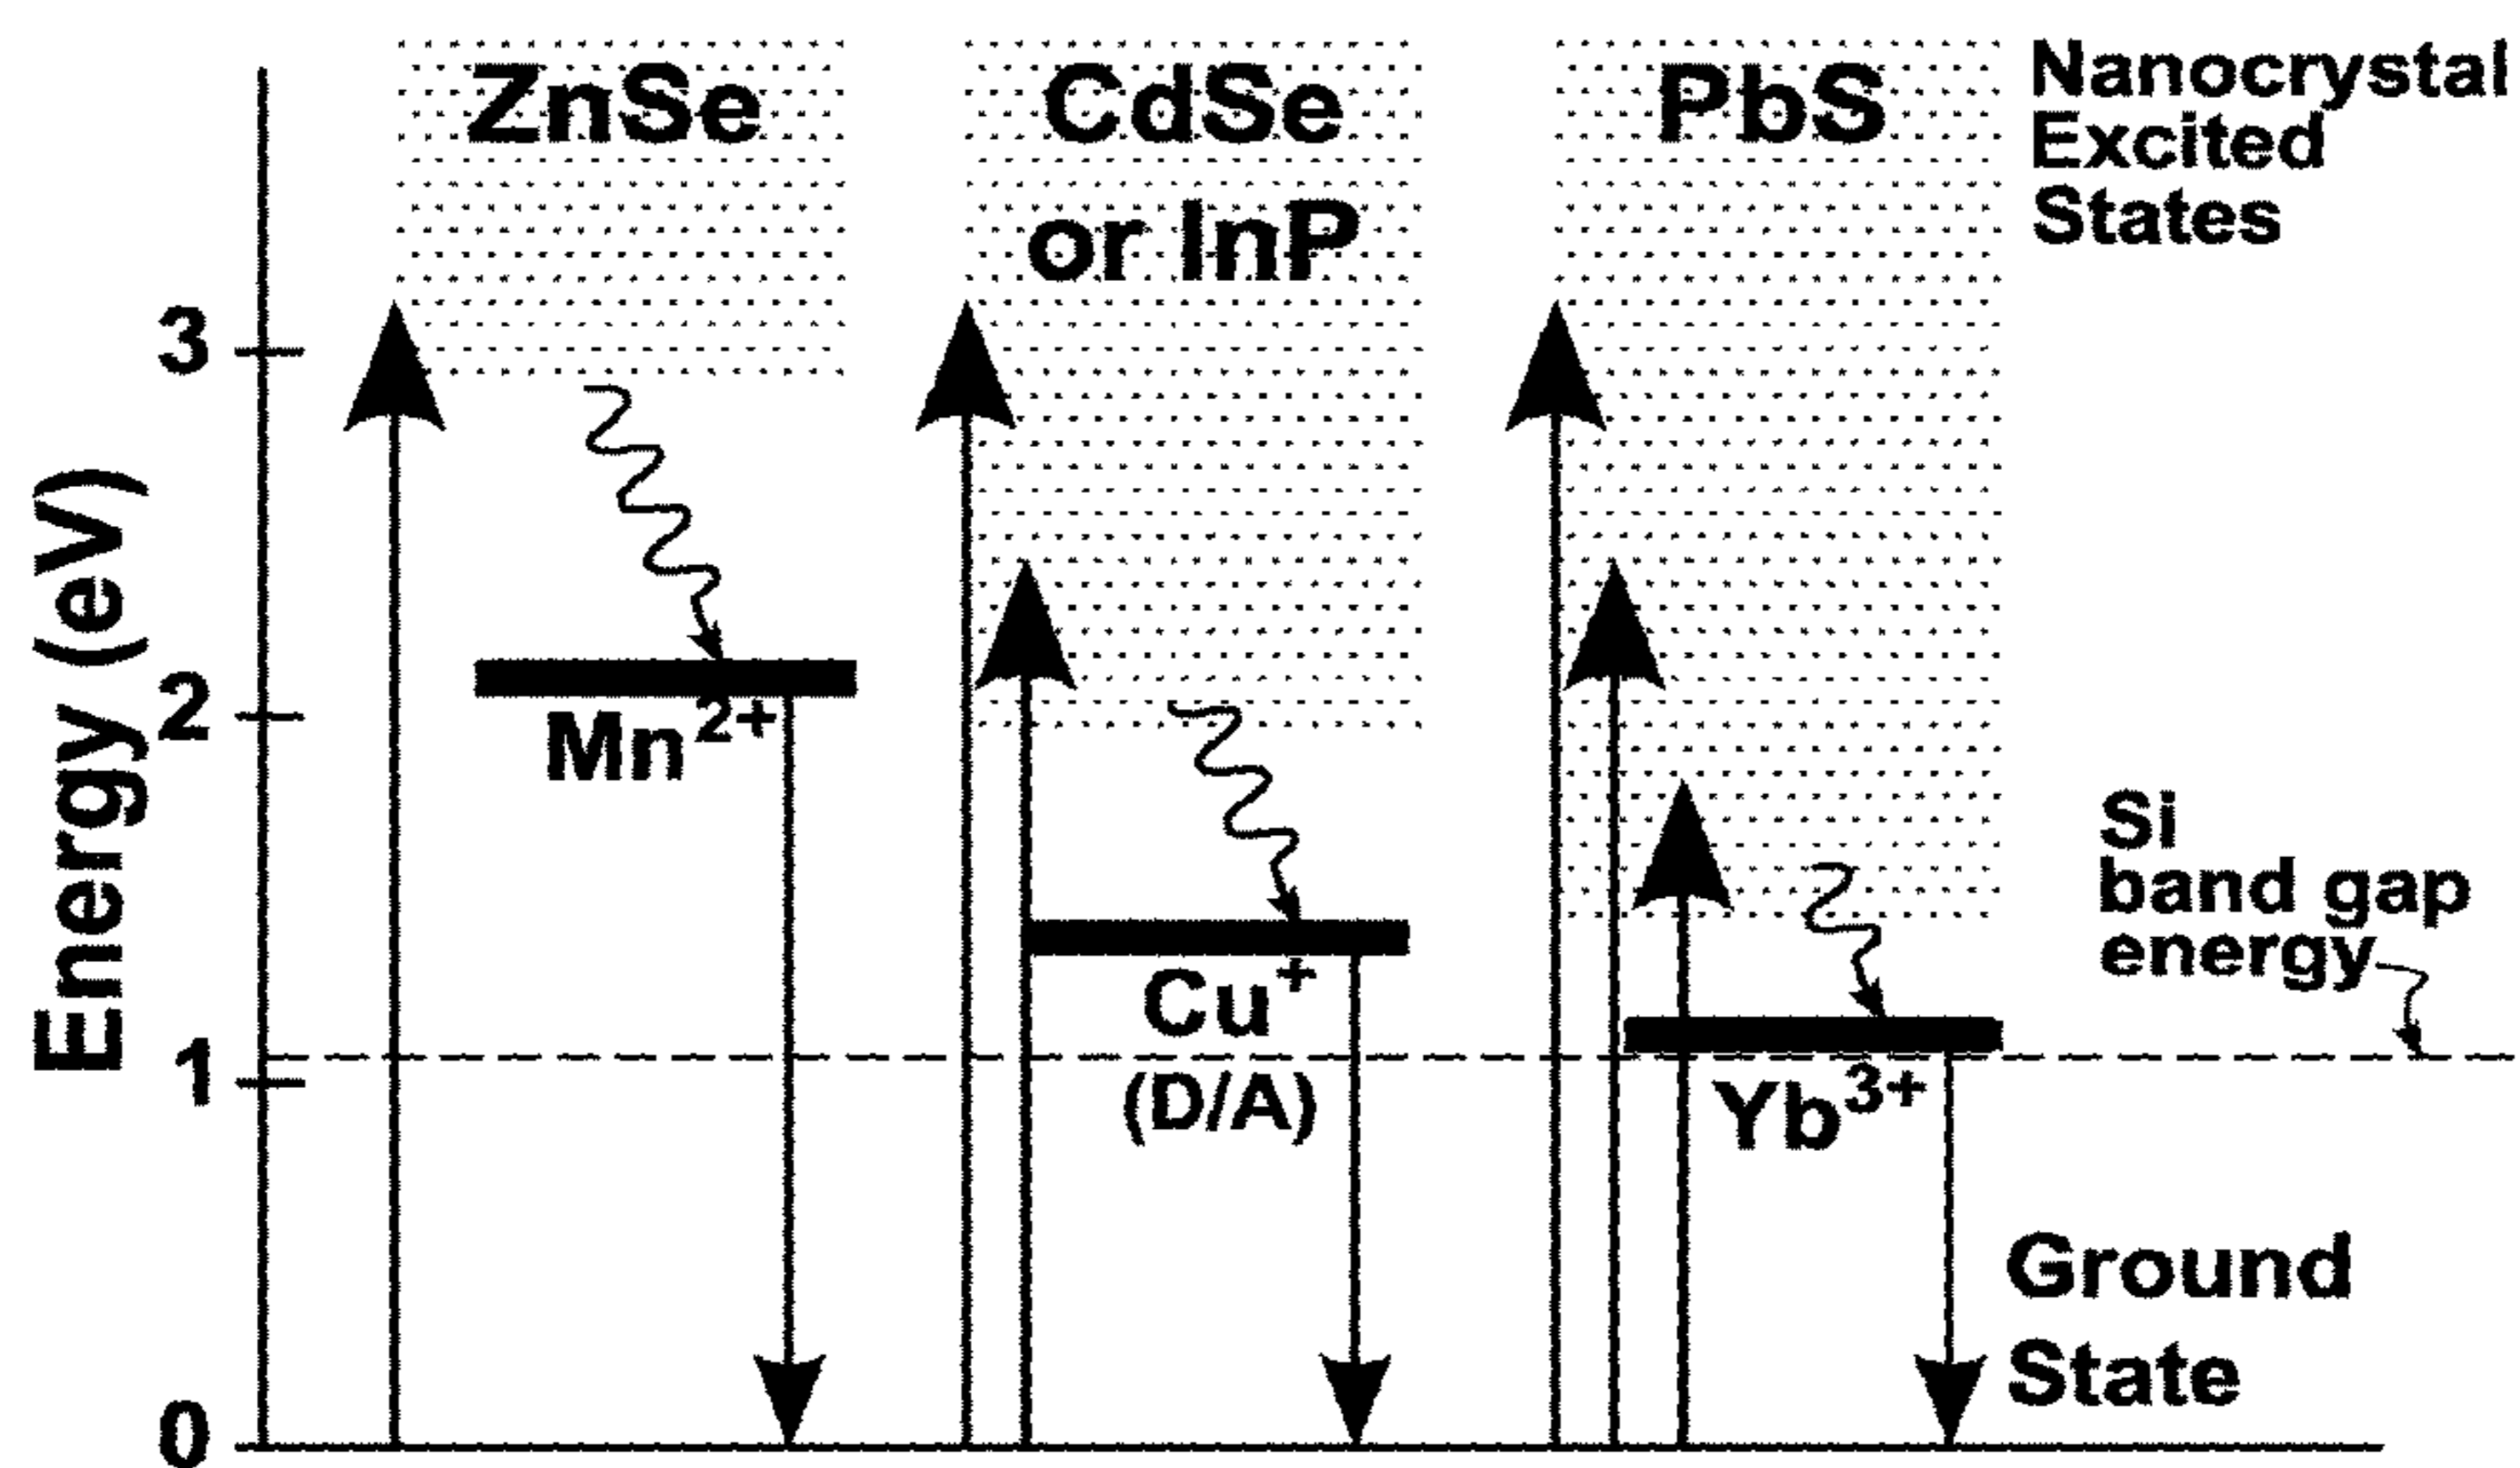 ZnSe
CdSe
or InP
PbS
Nanocrystal
Excited
States
Energy (eV)
3
2
1
0
Mn²⁺
Cu⁺
(D/A)
Yb³⁺
Si
band gap
energy
Ground
State